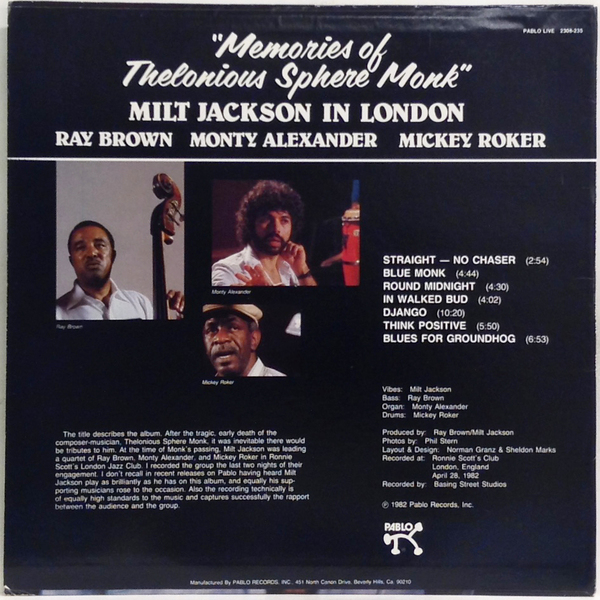 PABLO LIVE 2308-235
"Memories of
Thelonious Sphere Monk"
MILT JACKSON IN LONDON
RAY BROWN MONTY ALEXANDER MICKEY ROKER
Ray Brown
Monty Alexander
Mickey Roker
STRAIGHT — NO CHASER (2:54)
BLUE MONK (4:44)
ROUND MIDNIGHT (4:30)
IN WALKED BUD (4:02)
DJANGO (10:20)
THINK POSITIVE (5:50)
BLUES FOR GROUNDHOG (6:53)
The title describes the album. After the tragic, early death of the
composer-musician, Thelonious Sphere Monk, it was inevitable there would
be tributes to him. At the time of Monk's passing, Milt Jackson was leading
a quartet of Ray Brown, Monty Alexander, and Mickey Roker in Ronnie
Scott's London Jazz Club. I recorded the group the last two nights of their
engagement. I don't recall in recent releases on Pablo having heard Milt
Jackson play as brilliantly as he has on this album, and equally his sup-
porting musicians rose to the occasion. Also the recording technically is
of equally high standards to the music and captures successfully the rapport
between the audience and the group.
Vibes: Milt Jackson
Bass: Ray Brown
Organ: Monty Alexander
Drums: Mickey Roker
Produced by: Ray Brown/Milt Jackson
Photos by: Phil Stern
Layout & Design: Norman Granz & Sheldon Marks
Recorded at: Ronnie Scott's Club
London, England
April 28, 1982
Recorded by: Basing Street Studios
℗ 1982 Pablo Records, Inc.
PABLO
Manufactured By PABLO RECORDS, INC., 451 North Canon Drive, Beverly Hills, Ca. 90210